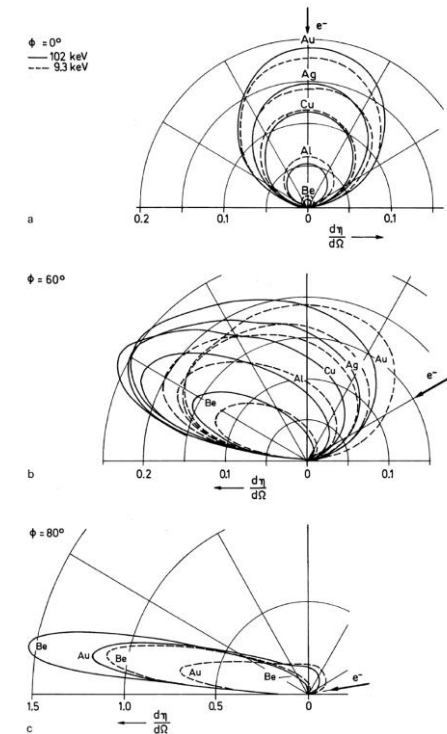 e⁻
ϕ = 0°
102 keV
9.3 keV
Au
Ag
Cu
Al
Be
0.2 0.1 0 0.1
a
dη
dΩ
ϕ = 60°
Au
Ag
Cu
Al
Be
e⁻
0.2 0.1 0 0.1
b
dη
dΩ
ϕ = 80°
Be
Au
Be
Au
Be
e⁻
1.5 1.0 0.5 0
c
dη
dΩ